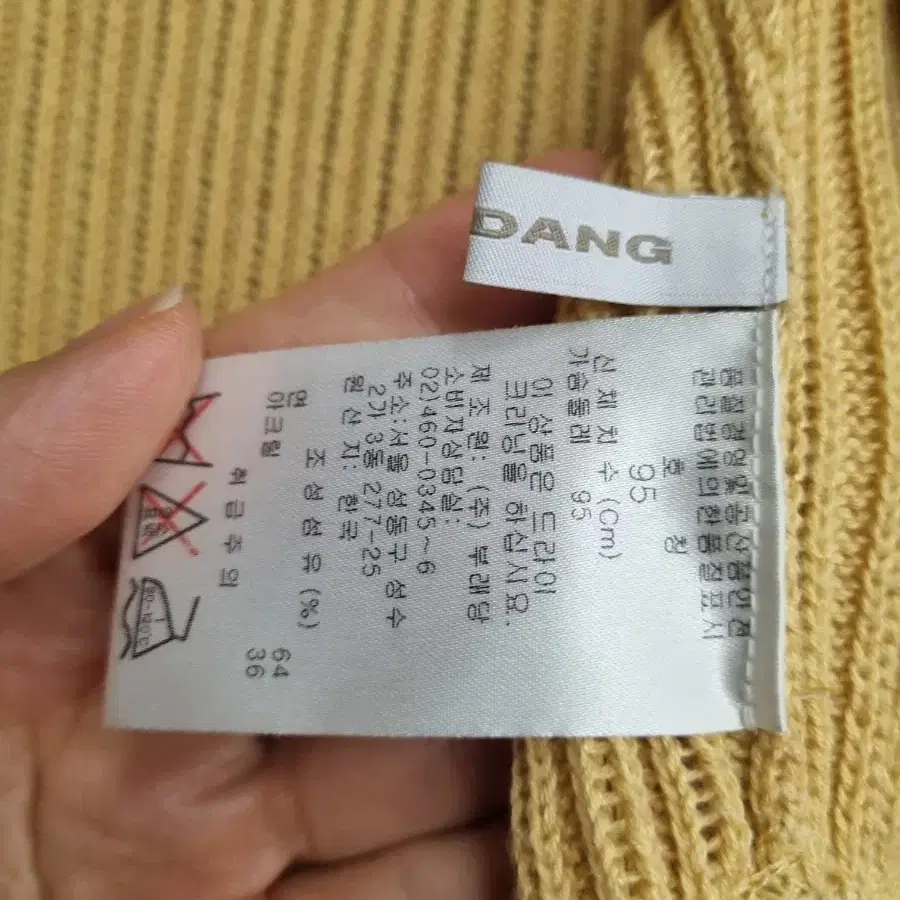 DANG
품질경영및공산품안전
관리법에의한품질표시
호 칭
95
신 체 치 수 (Cm)
가슴둘레 95
이 상품은 드라이
크리닝을 하십시요.
제 조 원: (주) 부래당
소비자상담실:
02)460-0345~6
주소:서울 성동구 성수
2가 3동 277-25
원 산 지: 한국
조 성 섬 유 (%)
면 64
아크릴 36
취 급 주 의